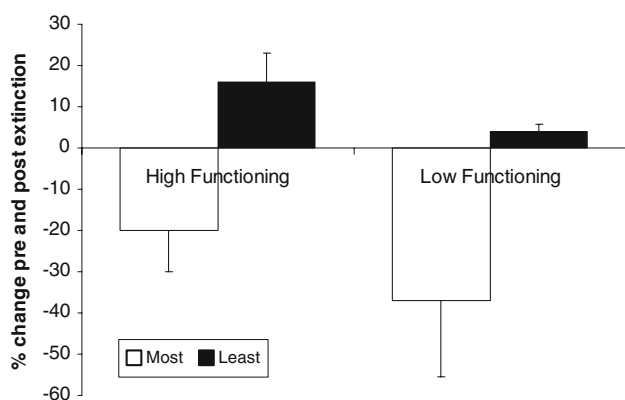 % change pre and post extinction
30
20
10
0
-10
-20
-30
-40
-50
-60
High Functioning
Low Functioning
Most
Least